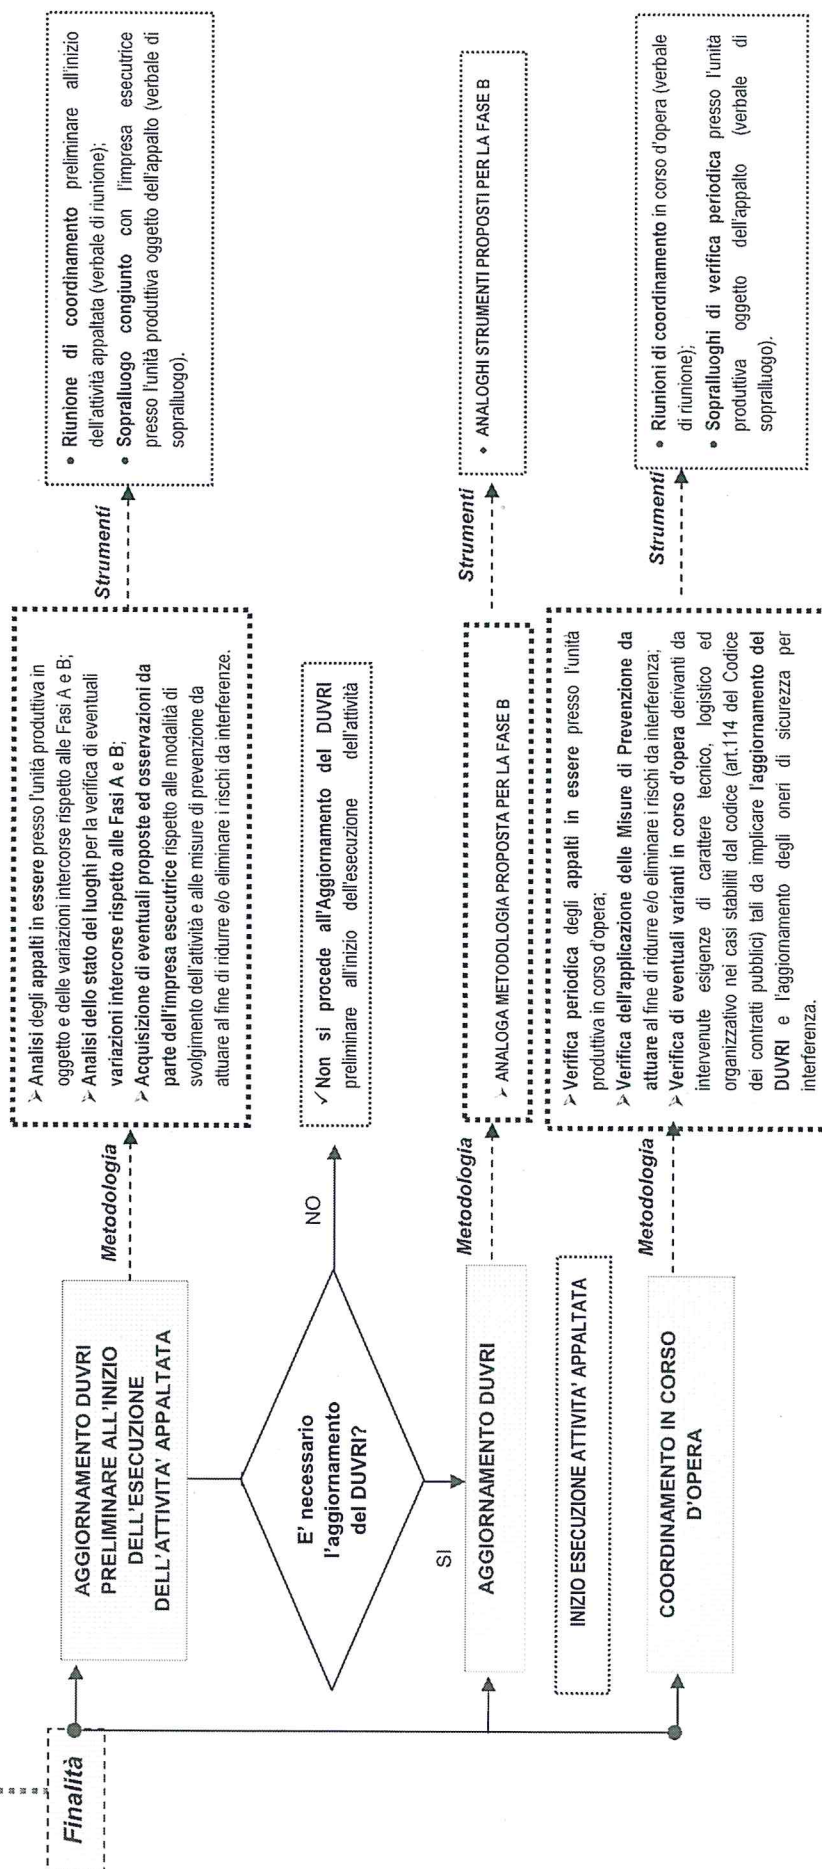 Finalità
AGGIORNAMENTO DUVRI
PRELIMINARE ALL'INIZIO
DELL'ESECUZIONE
DELL'ATTIVITA' APPALTATA
Metodologia
➢ Analisi degli appalti in essere presso l'unità produttiva in
oggetto e delle variazioni intercorse rispetto alle Fasi A e B;
➢ Analisi dello stato dei luoghi per la verifica di eventuali
variazioni intercorse rispetto alle Fasi A e B;
➢ Acquisizione di eventuali proposte ed osservazioni da
parte dell'impresa esecutrice rispetto alle modalità di
svolgimento dell'attività e alle misure di prevenzione da
attuare al fine di ridurre e/o eliminare i rischi da interferenze.
Strumenti
• Riunione di coordinamento preliminare all'inizio
dell'attività appaltata (verbale di riunione);
• Sopralluogo congiunto con l'impresa esecutrice
presso l'unità produttiva oggetto dell'appalto (verbale di
sopralluogo).
E' necessario
l'aggiornamento
del DUVRI?
NO
✓ Non si procede all'Aggiornamento del DUVRI
preliminare all'inizio dell'esecuzione dell'attività
SI
AGGIORNAMENTO DUVRI
Metodologia
➢ ANALOGA METODOLOGIA PROPOSTA PER LA FASE B
Strumenti
• ANALOGHI STRUMENTI PROPOSTI PER LA FASE B
INIZIO ESECUZIONE ATTIVITA' APPALTATA
COORDINAMENTO IN CORSO
D'OPERA
Metodologia
➢ Verifica periodica degli appalti in essere presso l'unità
produttiva in corso d'opera;
➢ Verifica dell'applicazione delle Misure di Prevenzione da
attuare al fine di ridurre e/o eliminare i rischi da interferenza;
➢ Verifica di eventuali varianti in corso d'opera derivanti da
intervenute esigenze di carattere tecnico, logistico ed
organizzativo nei casi stabiliti dal codice (art.114 del Codice
dei contratti pubblici) tali da implicare l'aggiornamento del
DUVRI e l'aggiornamento degli oneri di sicurezza per
interferenza.
Strumenti
• Riunioni di coordinamento in corso d'opera (verbale
di riunione);
• Sopralluoghi di verifica periodica presso l'unità
produttiva oggetto dell'appalto (verbale di
sopralluogo).